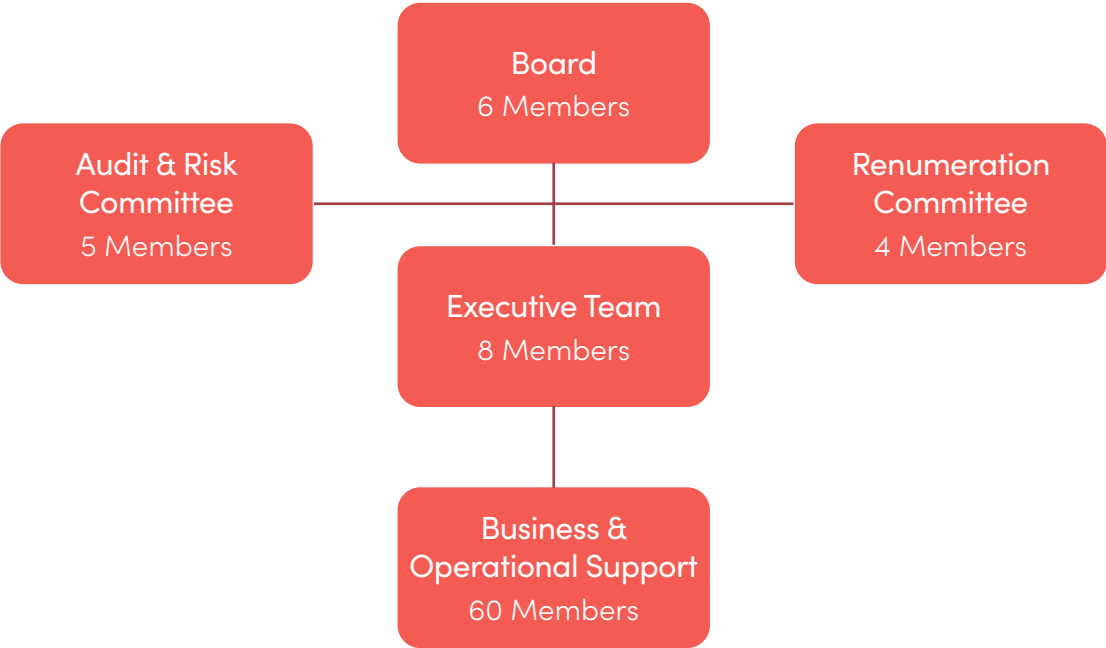 Board
6 Members
Audit & Risk
Committee
5 Members
Renumeration
Committee
4 Members
Executive Team
8 Members
Business &
Operational Support
60 Members